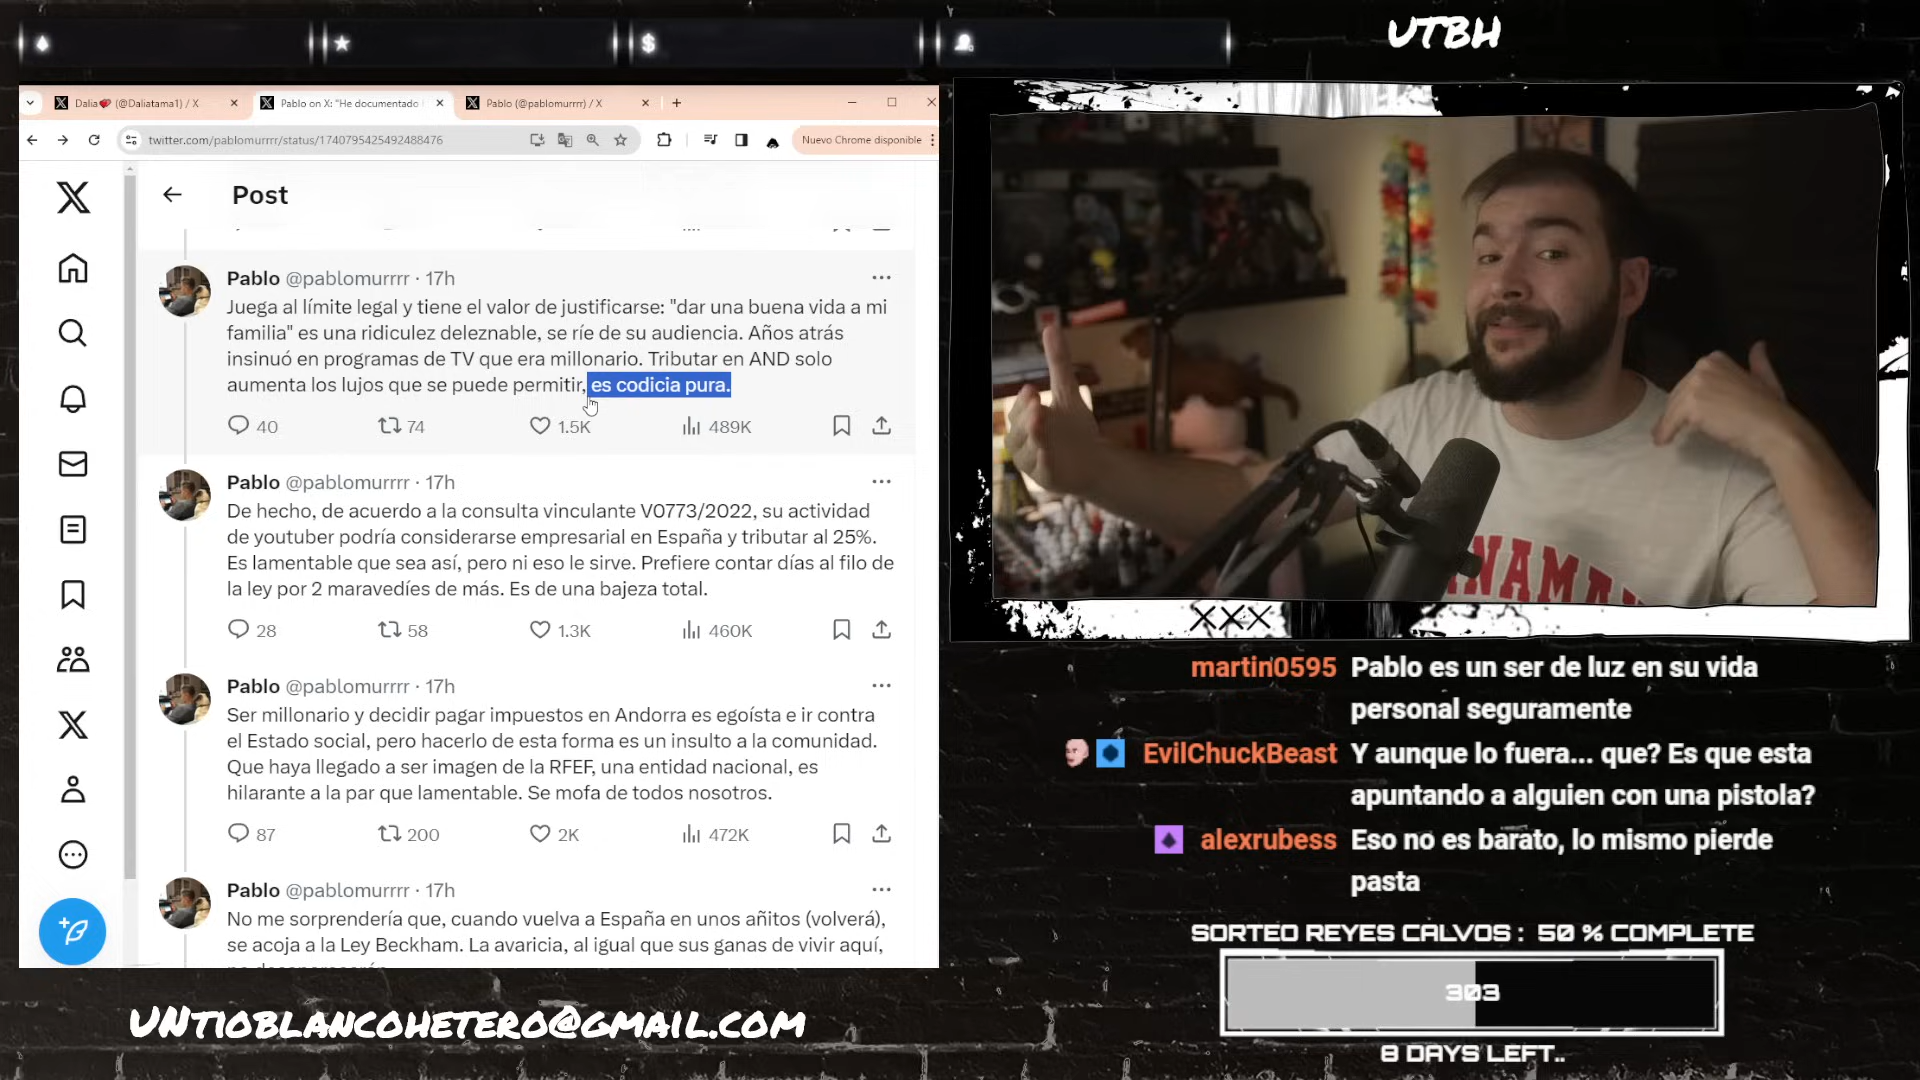 UTBH
Dalia (@Daliatama1) / X
Pablo on X: "He documentado
Pablo (@pablomurrrr) / X
twitter.com/pablomurrrr/status/1740795425492488476
Nuevo Chrome disponible
Post
Pablo @pablomurrrr · 17h
Juega al límite legal y tiene el valor de justificarse: "dar una buena vida a mi
familia" es una ridiculez deleznable, se ríe de su audiencia. Años atrás
insinuó en programas de TV que era millonario. Tributar en AND solo
aumenta los lujos que se puede permitir, es codicia pura.
40 74 1.5K 489K
Pablo @pablomurrrr · 17h
De hecho, de acuerdo a la consulta vinculante V0773/2022, su actividad
de youtuber podría considerarse empresarial en España y tributar al 25%.
Es lamentable que sea así, pero ni eso le sirve. Prefiere contar días al filo de
la ley por 2 maravedíes de más. Es de una bajeza total.
28 58 1.3K 460K
Pablo @pablomurrrr · 17h
Ser millonario y decidir pagar impuestos en Andorra es egoísta e ir contra
el Estado social, pero hacerlo de esta forma es un insulto a la comunidad.
Que haya llegado a ser imagen de la RFEF, una entidad nacional, es
hilarante a la par que lamentable. Se mofa de todos nosotros.
87 200 2K 472K
Pablo @pablomurrrr · 17h
No me sorprendería que, cuando vuelva a España en unos añitos (volverá),
se acoja a la Ley Beckham. La avaricia, al igual que sus ganas de vivir aquí,
UNTIOBLANCOHETERO@GMAIL.COM
XXX
martin0595 Pablo es un ser de luz en su vida
personal seguramente
EvilChuckBeast Y aunque lo fuera... que? Es que esta
apuntando a alguien con una pistola?
alexrubess Eso no es barato, lo mismo pierde
pasta
SORTEO REYES CALVOS : 50 % COMPLETE
303
8 DAYS LEFT..